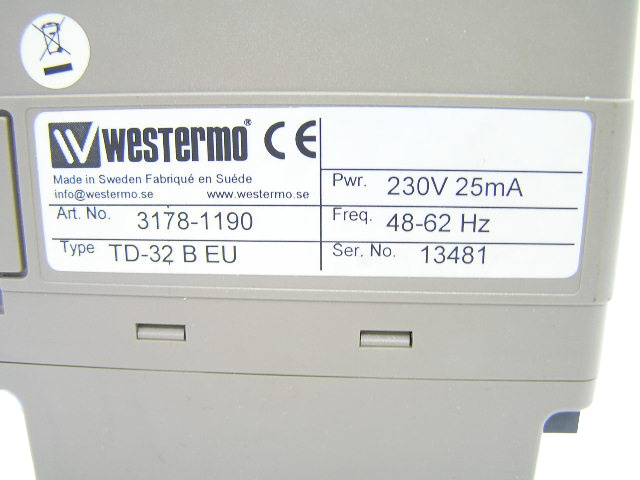 WESTERMO® CE
Made in Sweden Fabriqué en Suéde
info@westermo.se www.westermo.se
Art. No. 3178-1190
Type TD-32 B EU
Pwr. 230V 25mA
Freq. 48-62 Hz
Ser. No. 13481